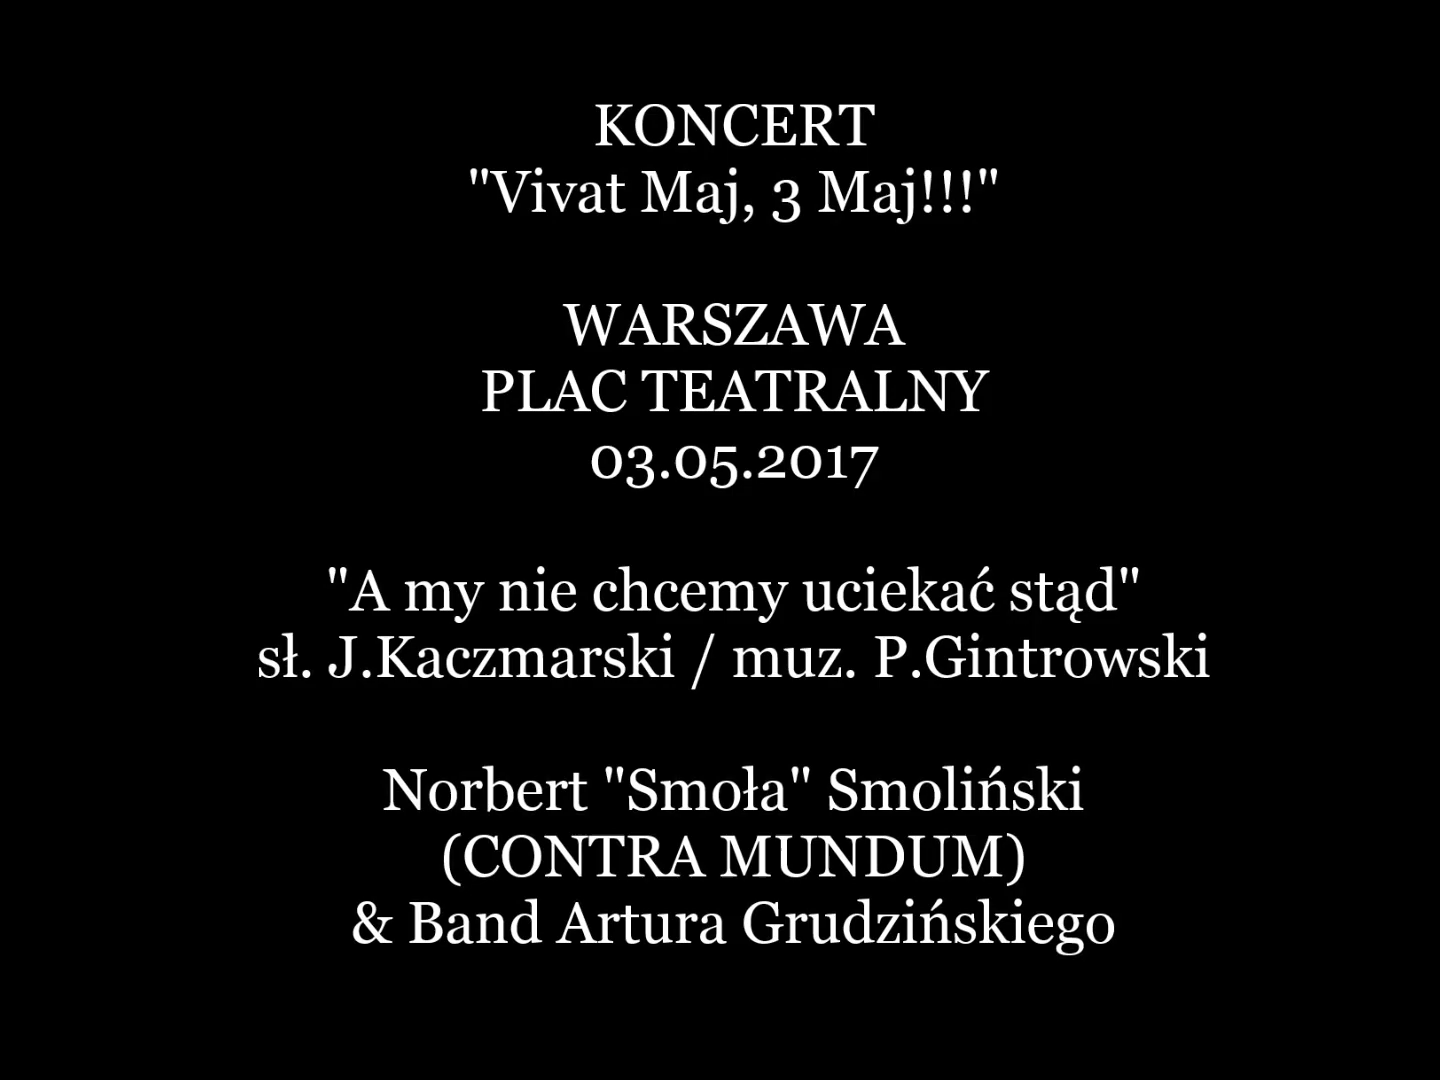 KONCERT
"Vivat Maj, 3 Maj!!!"
WARSZAWA
PLAC TEATRALNY
03.05.2017
"A my nie chcemy uciekać stąd"
sł. J.Kaczmarski / muz. P.Gintrowski
Norbert "Smoła" Smoliński
(CONTRA MUNDUM)
& Band Artura Grudzińskiego